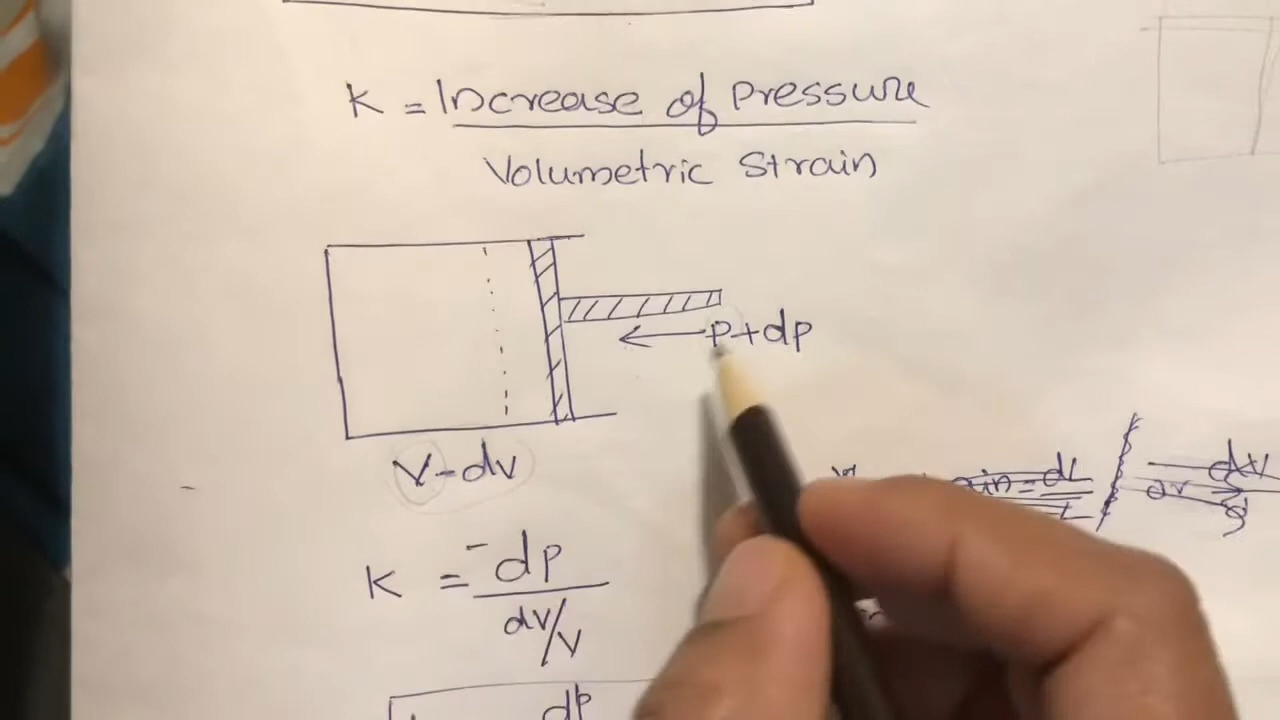 K = Increase of Pressure
Volumetric Strain
P+dp
V-dv
K = -dp
dv/V
dp